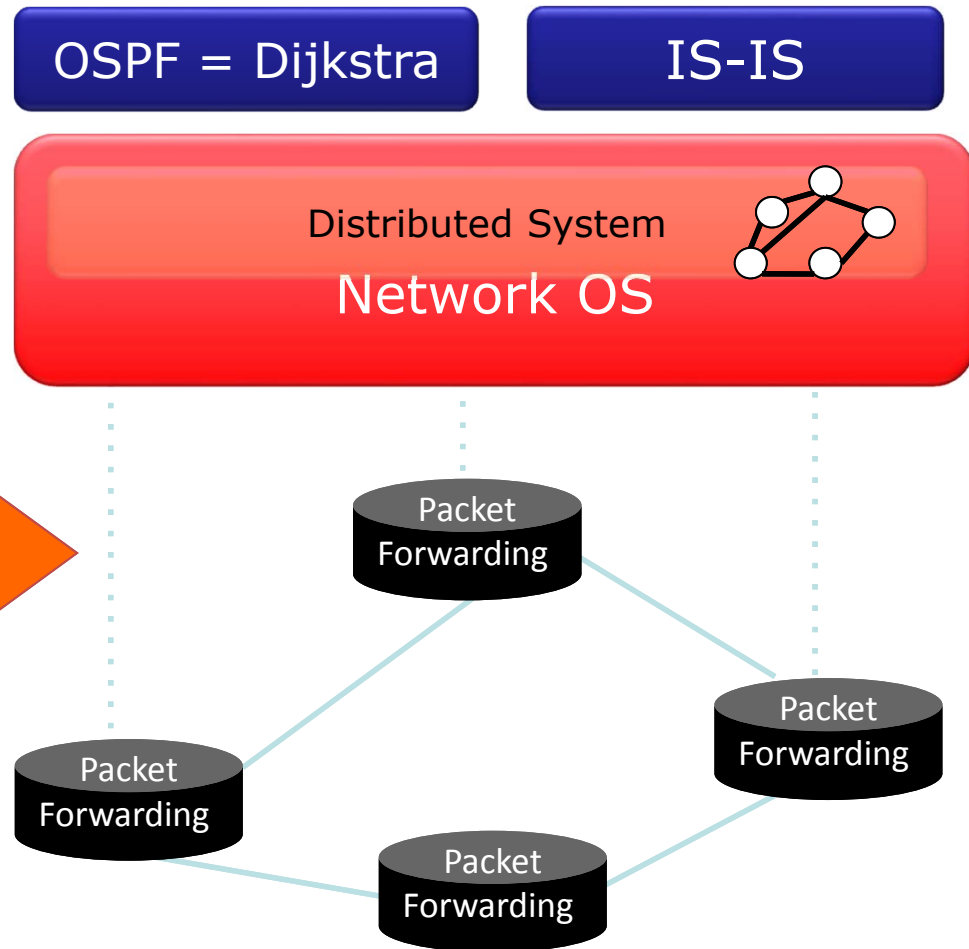 OSPF = Dijkstra
IS-IS
Distributed System
Network OS
Packet
Forwarding
Packet
Forwarding
Packet
Forwarding
Packet
Forwarding